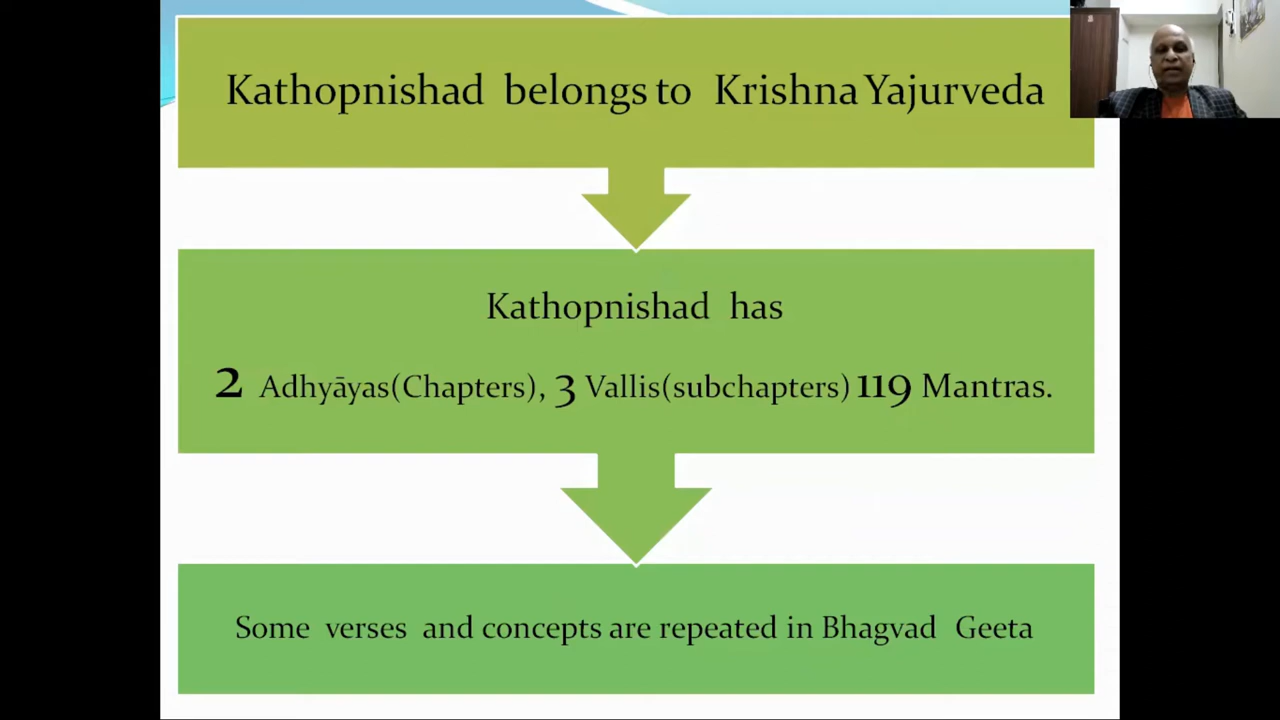 Kathopnishad belongs to Krishna Yajurveda
Kathopnishad has
2 Adhyāyas(Chapters), 3 Vallis(subchapters) 119 Mantras.
Some verses and concepts are repeated in Bhagvad Geeta